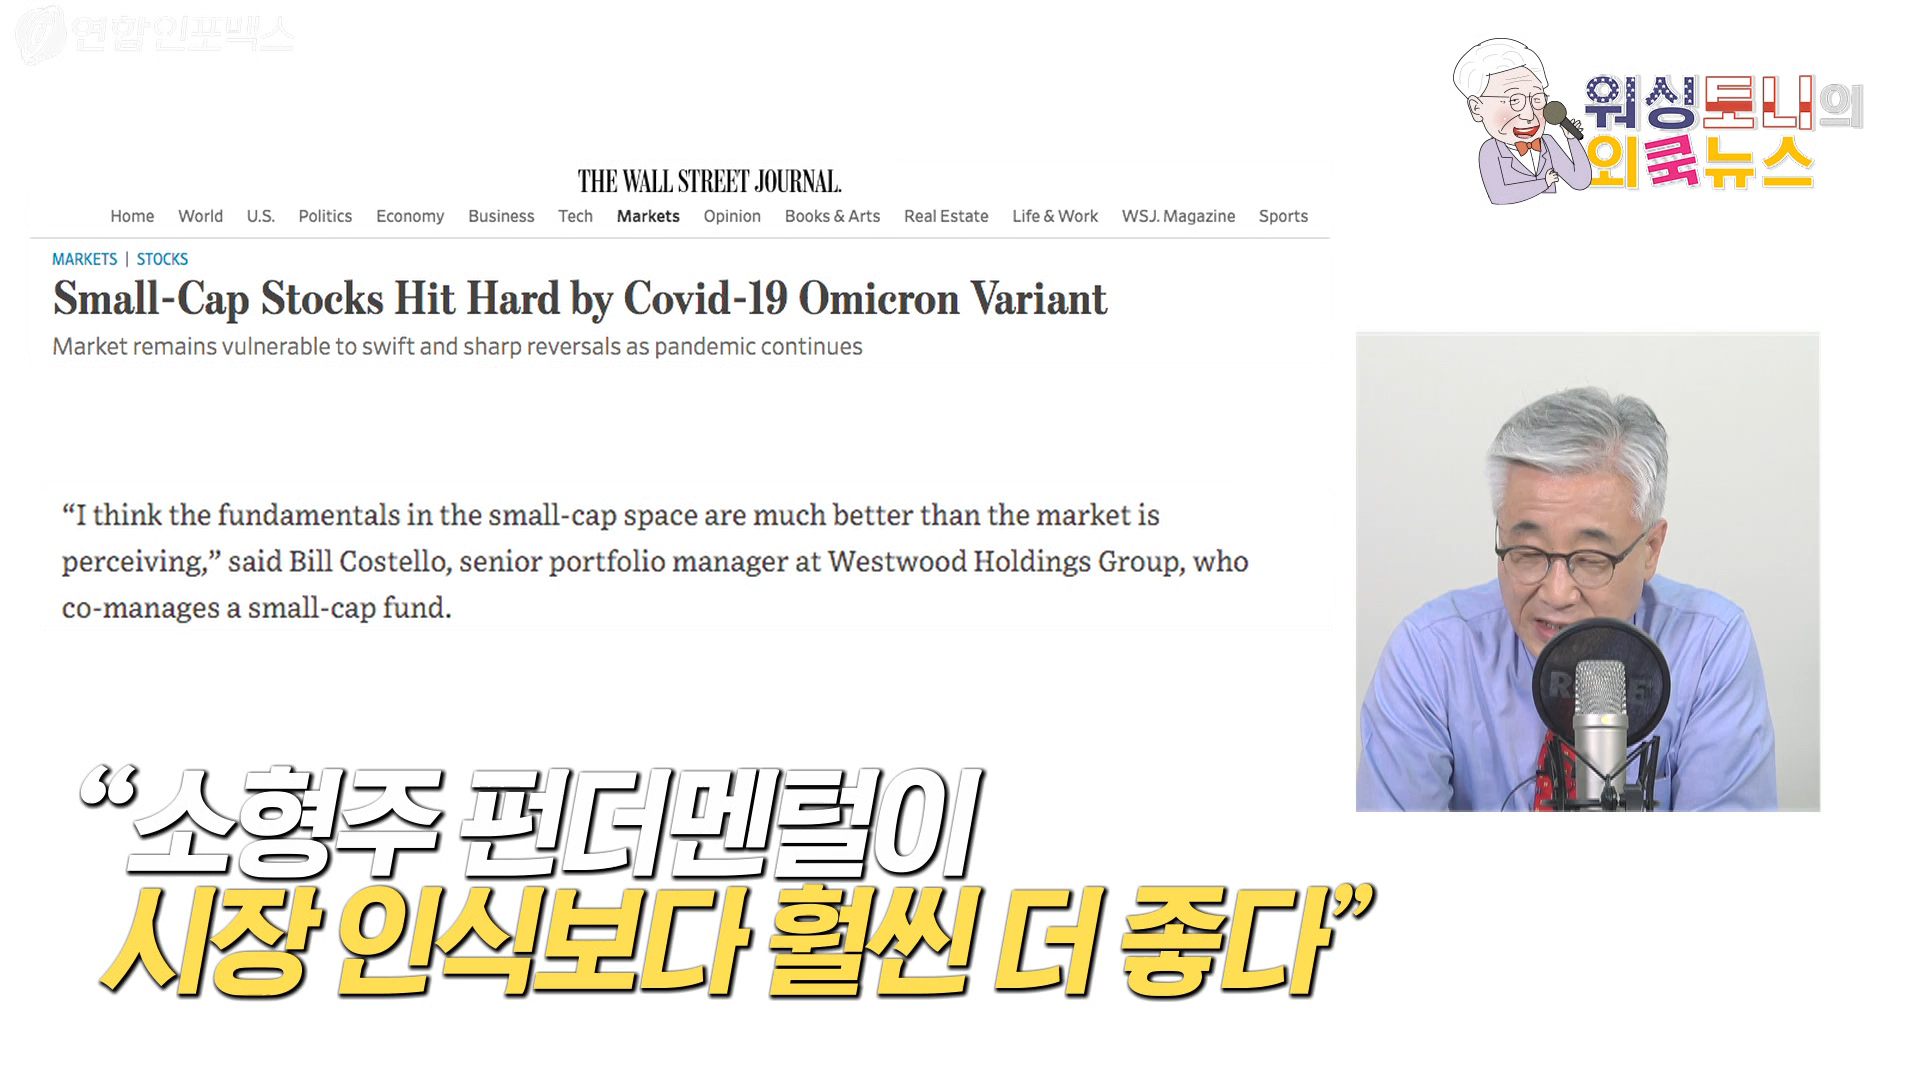 연합인포맥스
워싱토니의
외쿡뉴스
THE WALL STREET JOURNAL.
Home World U.S. Politics Economy Business Tech Markets Opinion Books & Arts Real Estate Life & Work WSJ. Magazine Sports
MARKETS | STOCKS
Small-Cap Stocks Hit Hard by Covid-19 Omicron Variant
Market remains vulnerable to swift and sharp reversals as pandemic continues
“I think the fundamentals in the small-cap space are much better than the market is
perceiving,” said Bill Costello, senior portfolio manager at Westwood Holdings Group, who
co-manages a small-cap fund.
“소형주 펀더멘털이
시장 인식보다 훨씬 더 좋다”